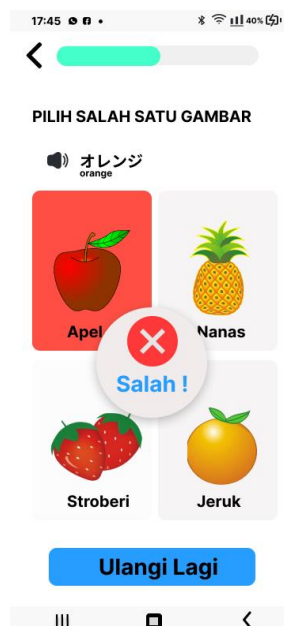 17:45
40%
PILIH SALAH SATU GAMBAR
オレンジ
orange
Apel
Nanas
Salah !
Stroberi
Jeruk
Ulangi Lagi